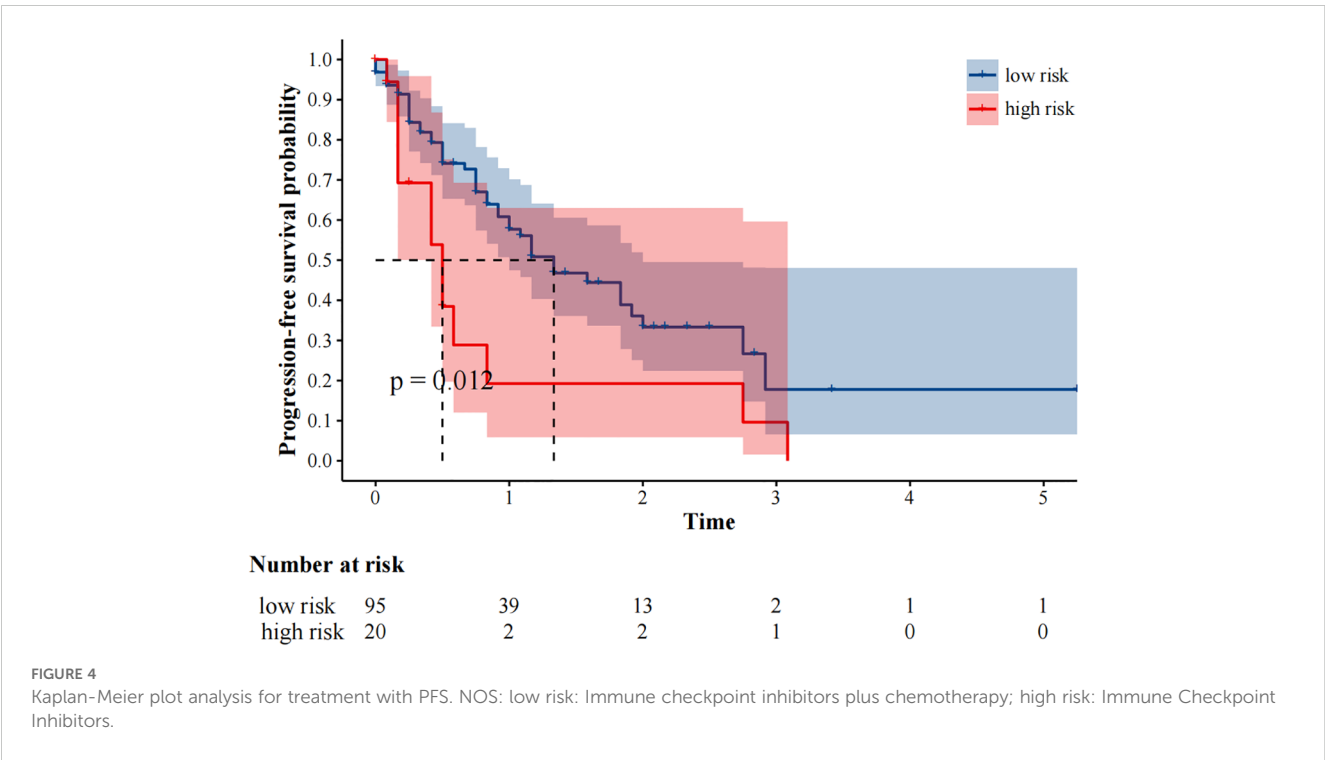 1.0
0.9
0.8
0.7
0.6
0.5
0.4
0.3
0.2
0.1
0.0
Progression-free survival probability
low risk
high risk
p = 0.012
0 1 2 3 4 5
Time
Number at risk
low risk 95 39 13 2 1 1
high risk 20 2 2 1 0 0
FIGURE 4
Kaplan-Meier plot analysis for treatment with PFS. NOS: low risk: Immune checkpoint inhibitors plus chemotherapy; high risk: Immune Checkpoint
Inhibitors.